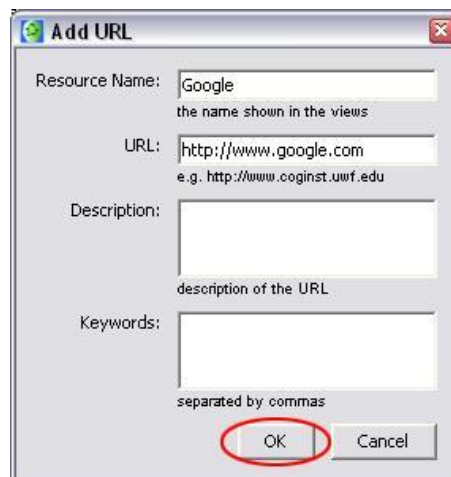 Add URL
Resource Name: Google
the name shown in the views
URL: http://www.google.com
e.g. http://www.coginst.uwf.edu
Description:
description of the URL
Keywords:
separated by commas
OK Cancel